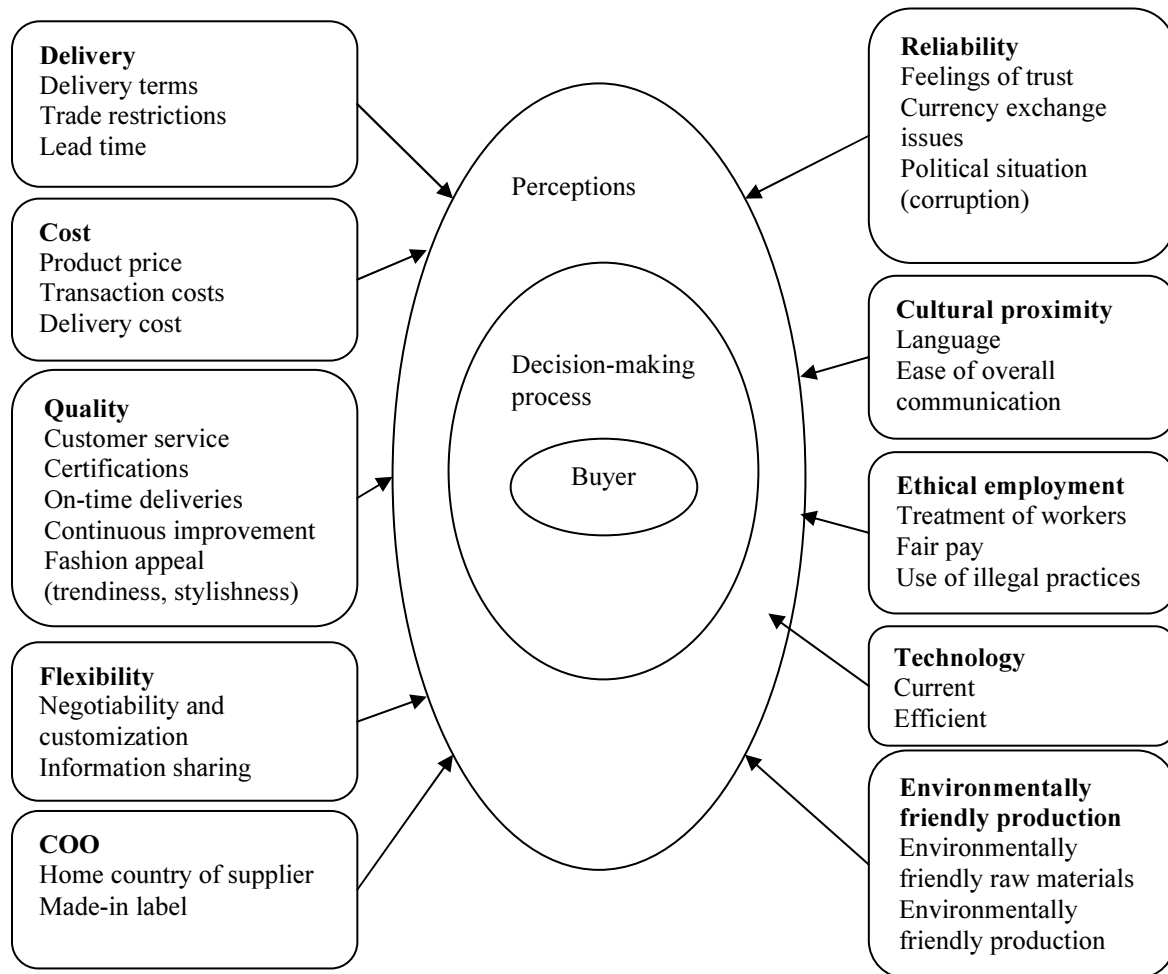 Delivery
Delivery terms
Trade restrictions
Lead time
Cost
Product price
Transaction costs
Delivery cost
Quality
Customer service
Certifications
On-time deliveries
Continuous improvement
Fashion appeal
(trendiness, stylishness)
Flexibility
Negotiability and
customization
Information sharing
COO
Home country of supplier
Made-in label
Perceptions
Decision-making
process
Buyer
Reliability
Feelings of trust
Currency exchange
issues
Political situation
(corruption)
Cultural proximity
Language
Ease of overall
communication
Ethical employment
Treatment of workers
Fair pay
Use of illegal practices
Technology
Current
Efficient
Environmentally
friendly production
Environmentally
friendly raw materials
Environmentally
friendly production